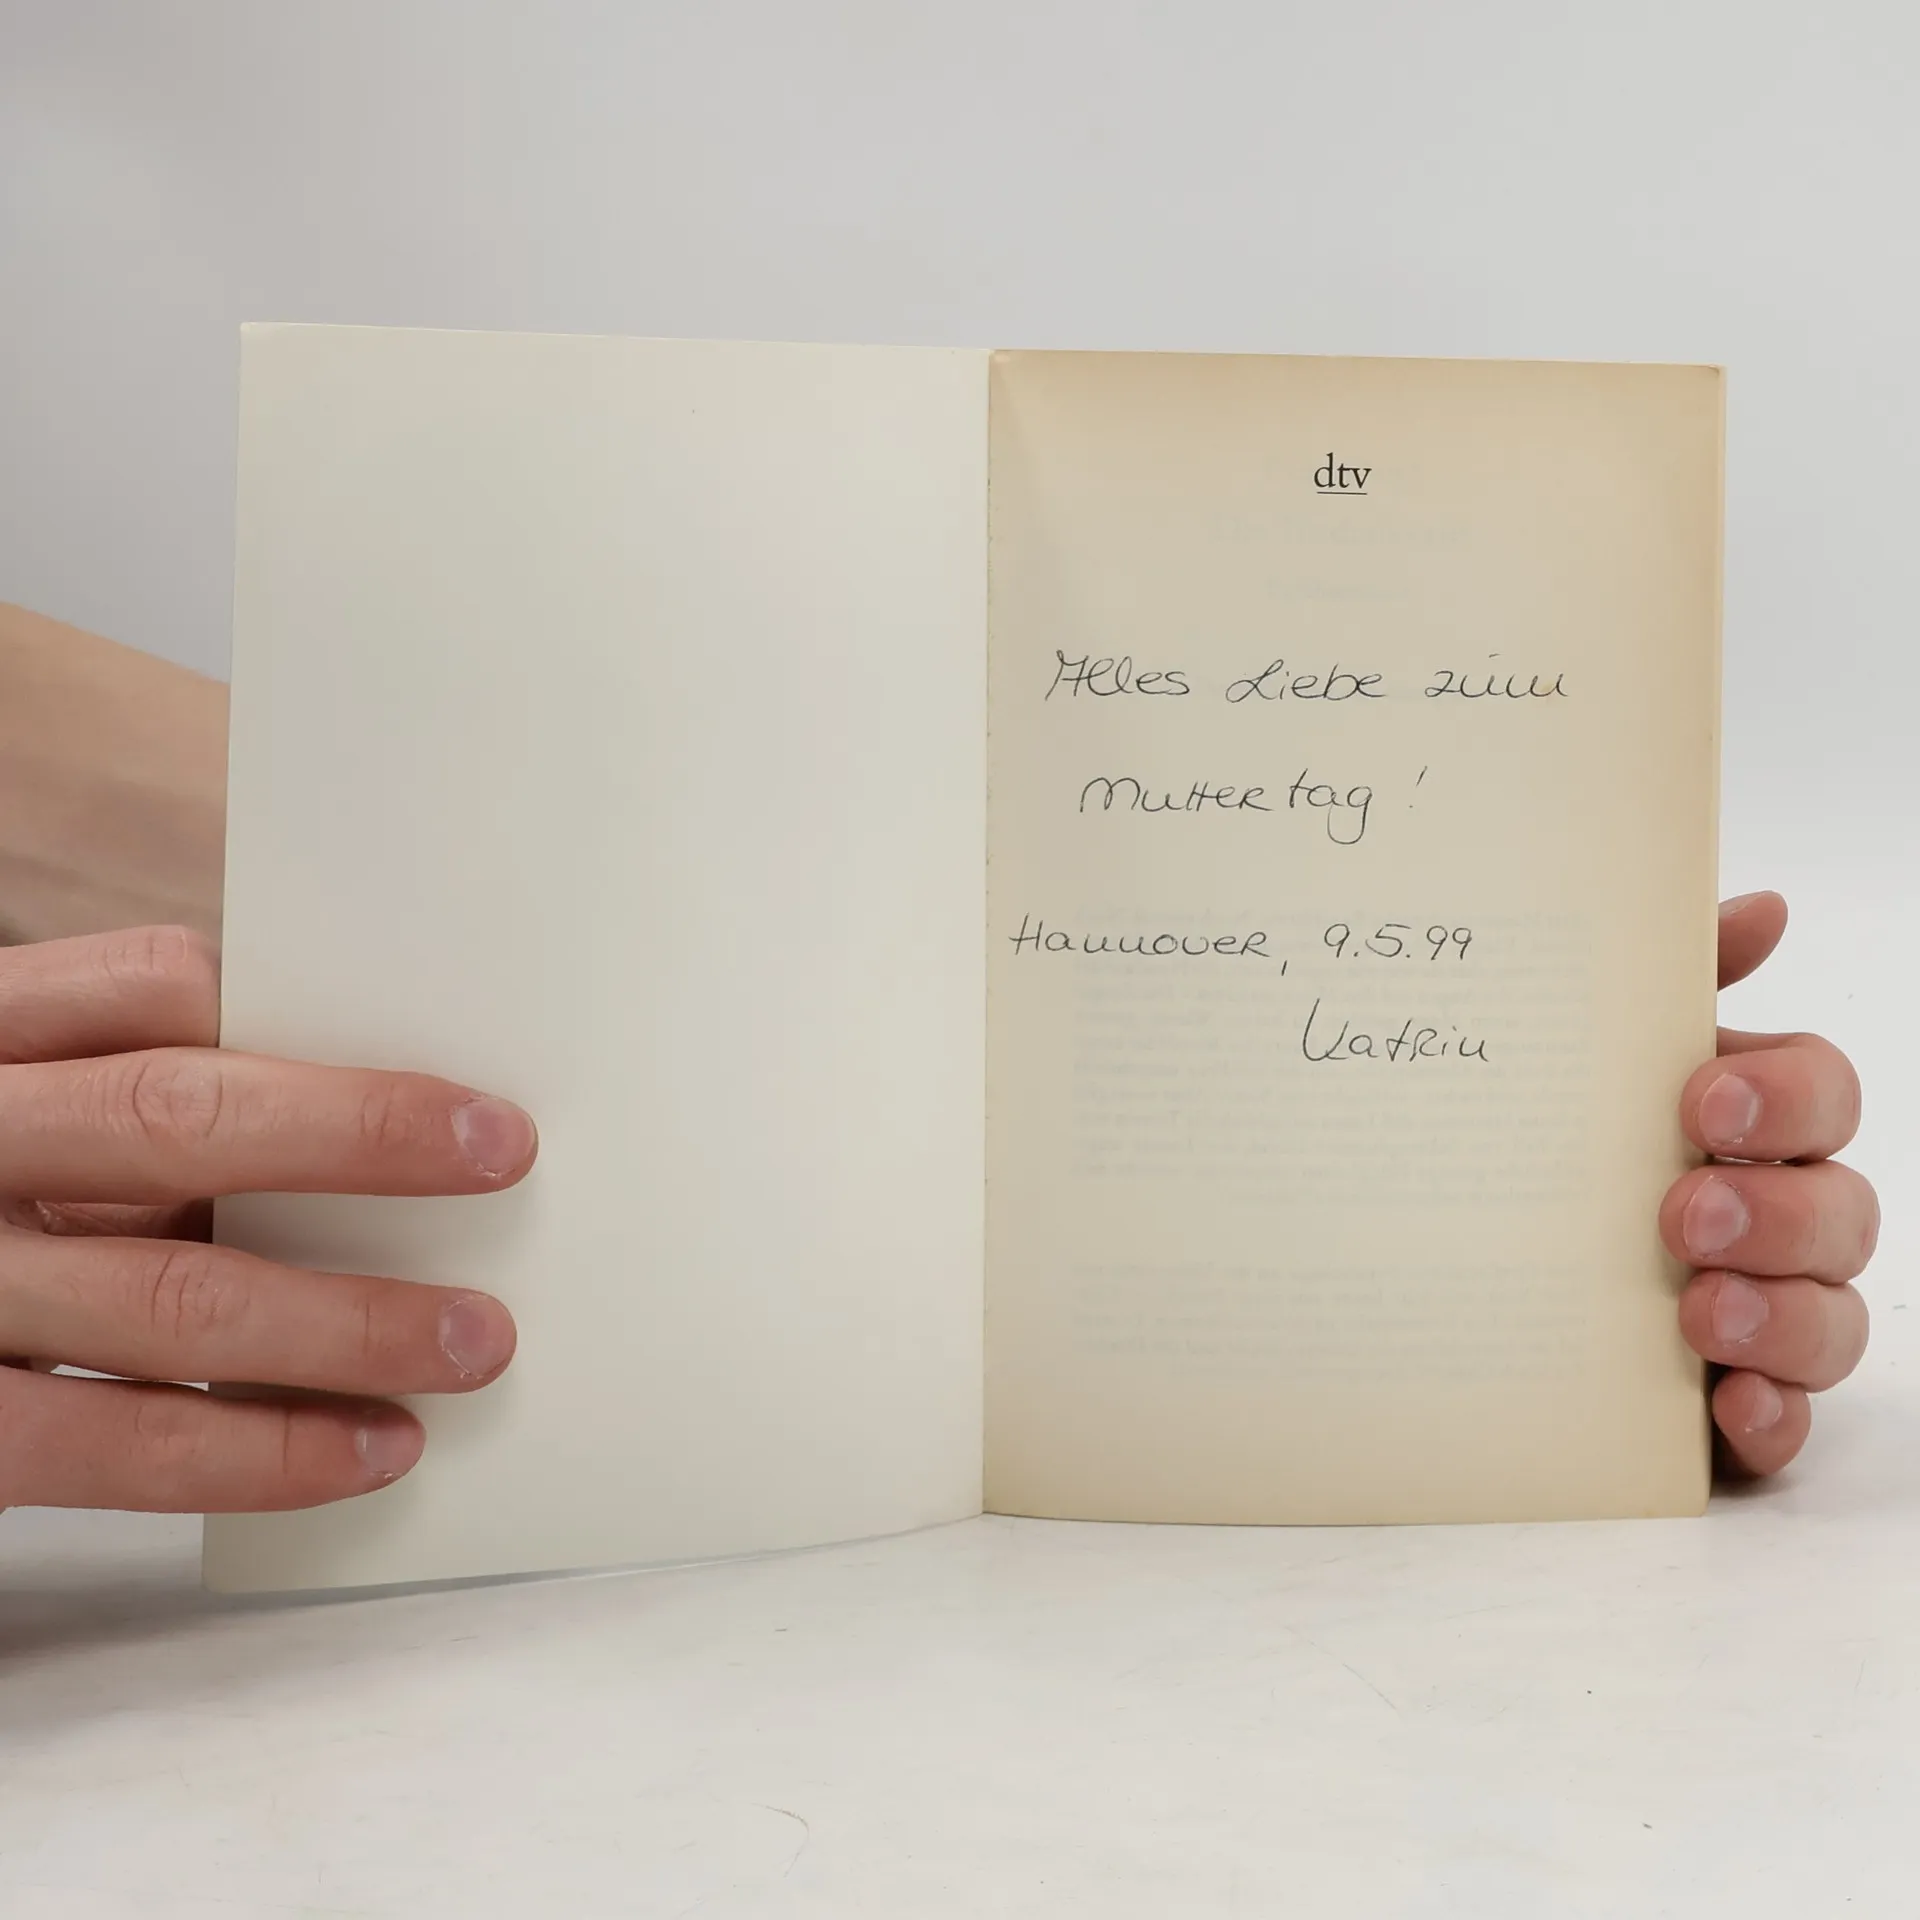 dtv
Alles Liebe zum
Muttertag!
Hannover, 9.5.99
Katrin